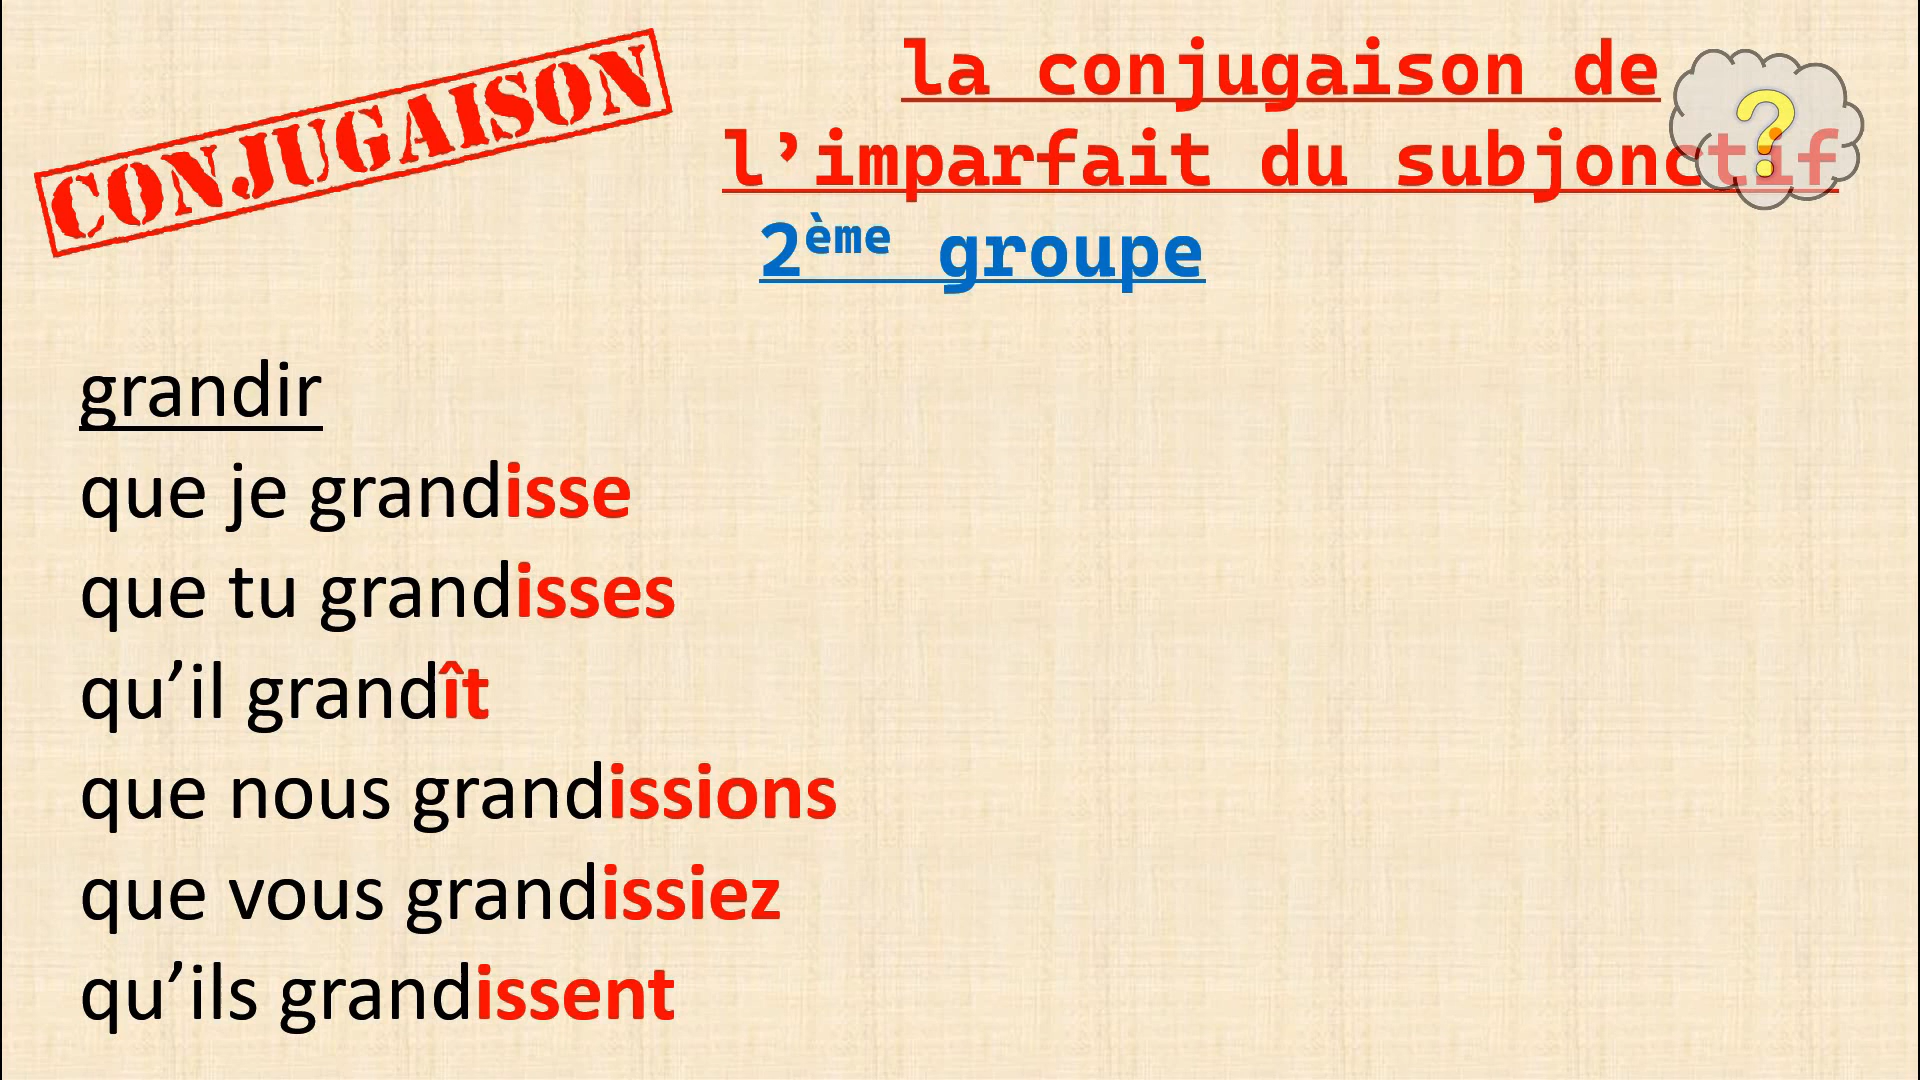 CONJUGAISON
la conjugaison de
l’imparfait du subjonctif
2ème groupe
?
grandir
que je grandisse
que tu grandisses
qu’il grandît
que nous grandissions
que vous grandissiez
qu’ils grandissent